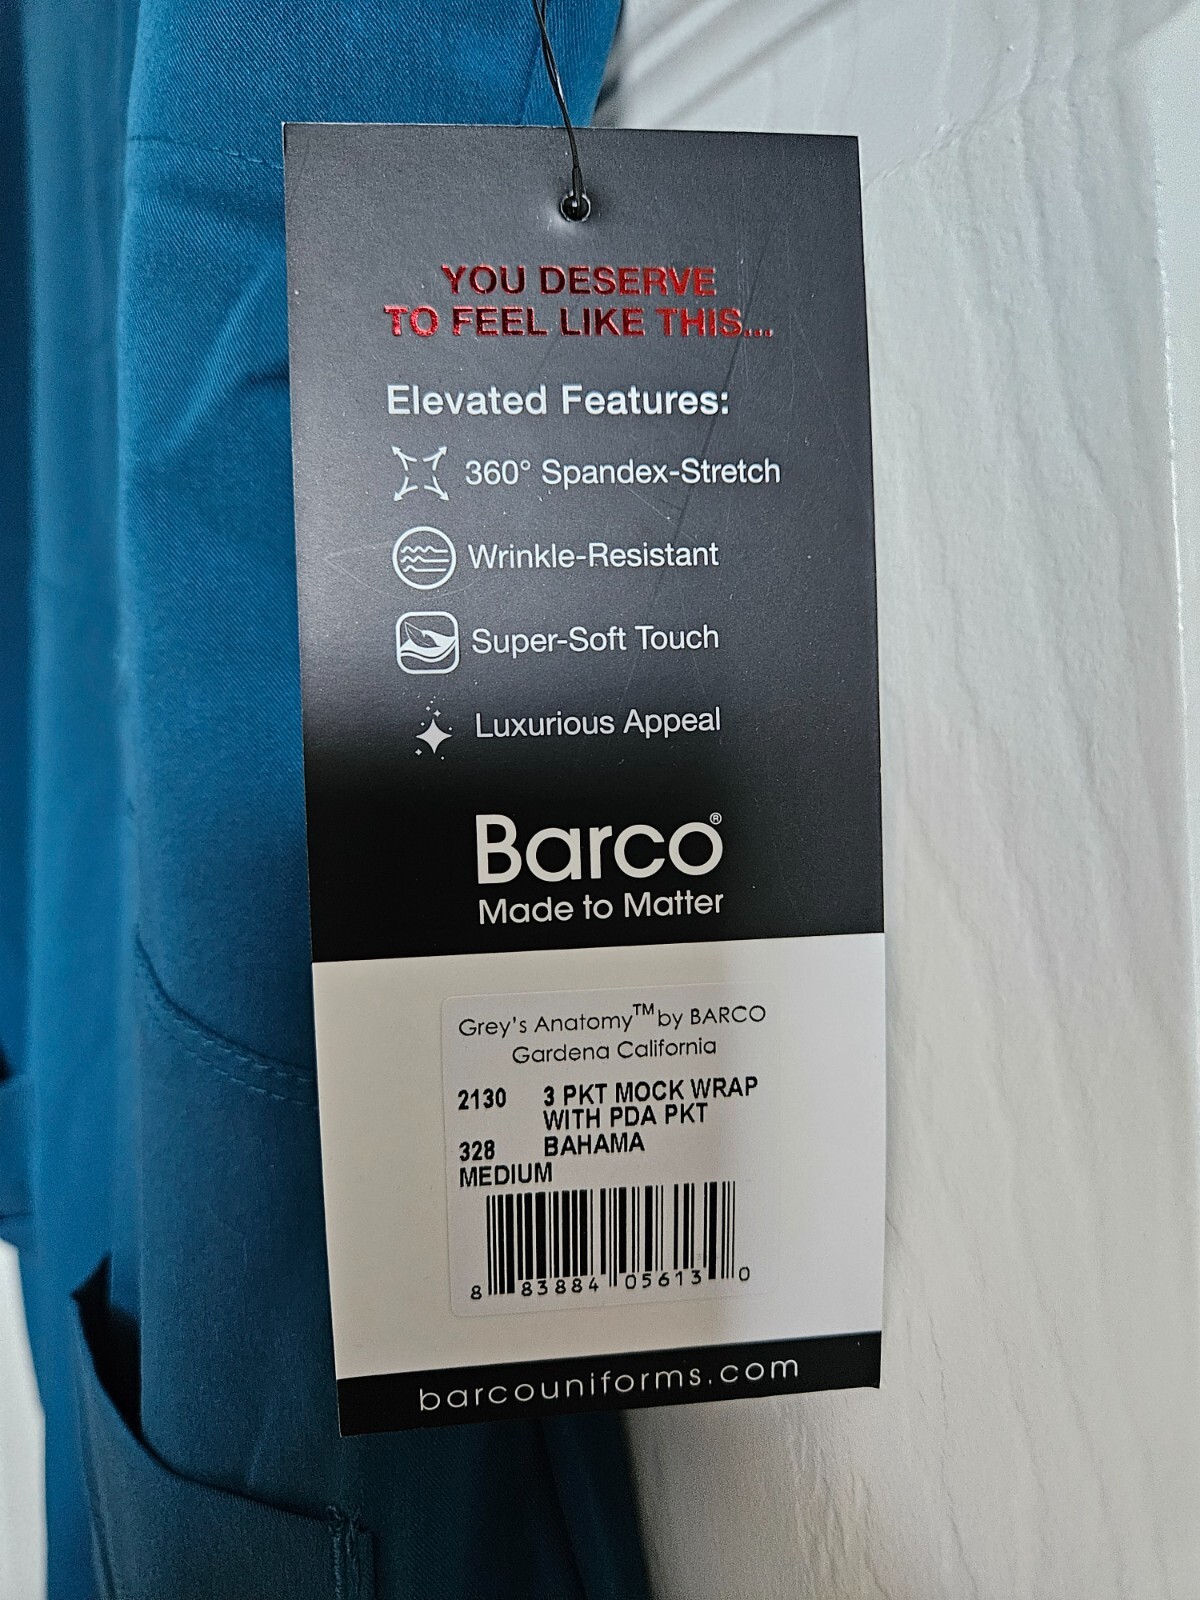 YOU DESERVE
TO FEEL LIKE THIS...
Elevated Features:
360° Spandex-Stretch
Wrinkle-Resistant
Super-Soft Touch
Luxurious Appeal
Barco®
Made to Matter
Grey's Anatomy™ by BARCO
Gardena California
2130 3 PKT MOCK WRAP
WITH PDA PKT
328 BAHAMA
MEDIUM
8 83884 05613 0
barcouniforms.com